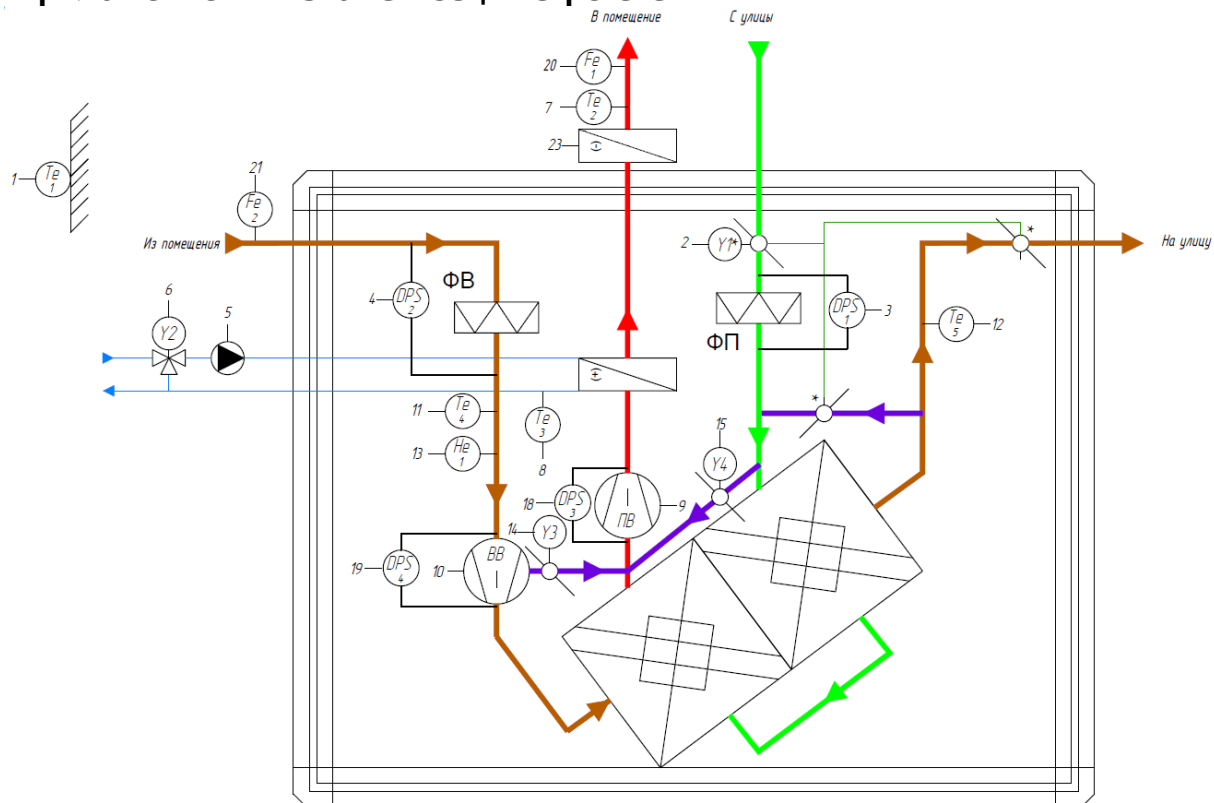 В помещение
С улицы
20
Fe
1
7
Te
2
23
(-)
21
1
Te
1
Fe
2
Из помещения
2
Y1*
*
На улицу
ФВ
4
DPS
2
DPS
1
3
Te
5
12
6
5
Y2
ФП
(+)
*
11
Te
4
Te
3
15
13
He
1
8
Y4
18
DPS
3
9
ПВ
14
Y3
19
DPS
4
10
ВВ